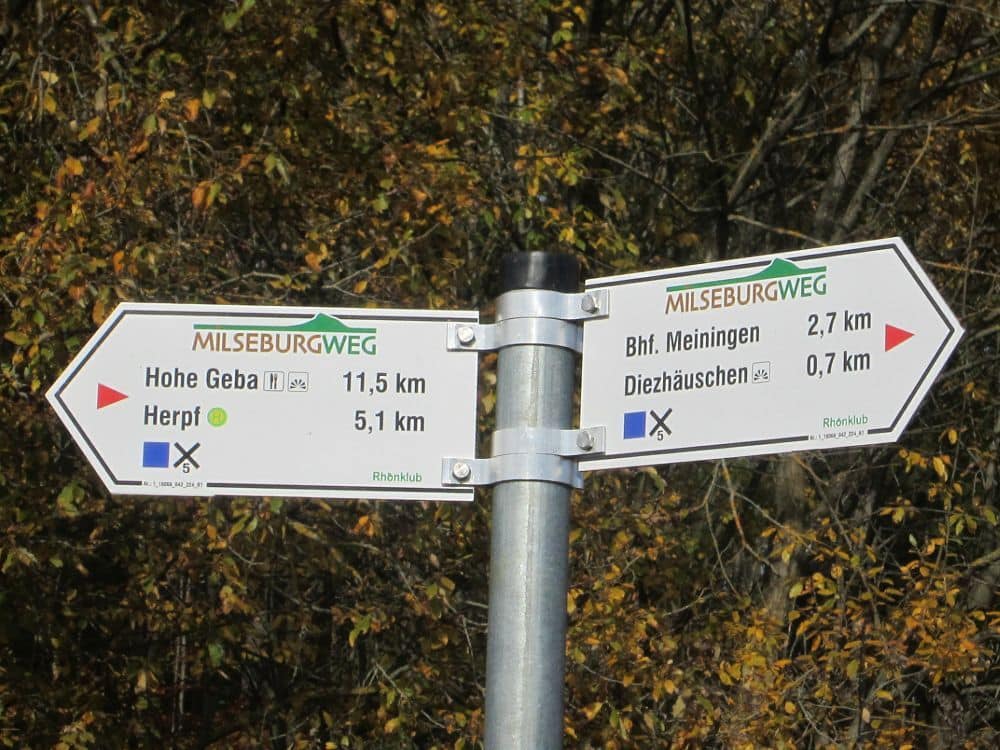 MILSEBURGWEG
Hohe Geba 11,5 km
Herpf H 5,1 km
X 5
Rhönklub
MILSEBURGWEG
Bhf. Meiningen 2,7 km
Diezhäuschen 0,7 km
X 5
Rhönklub